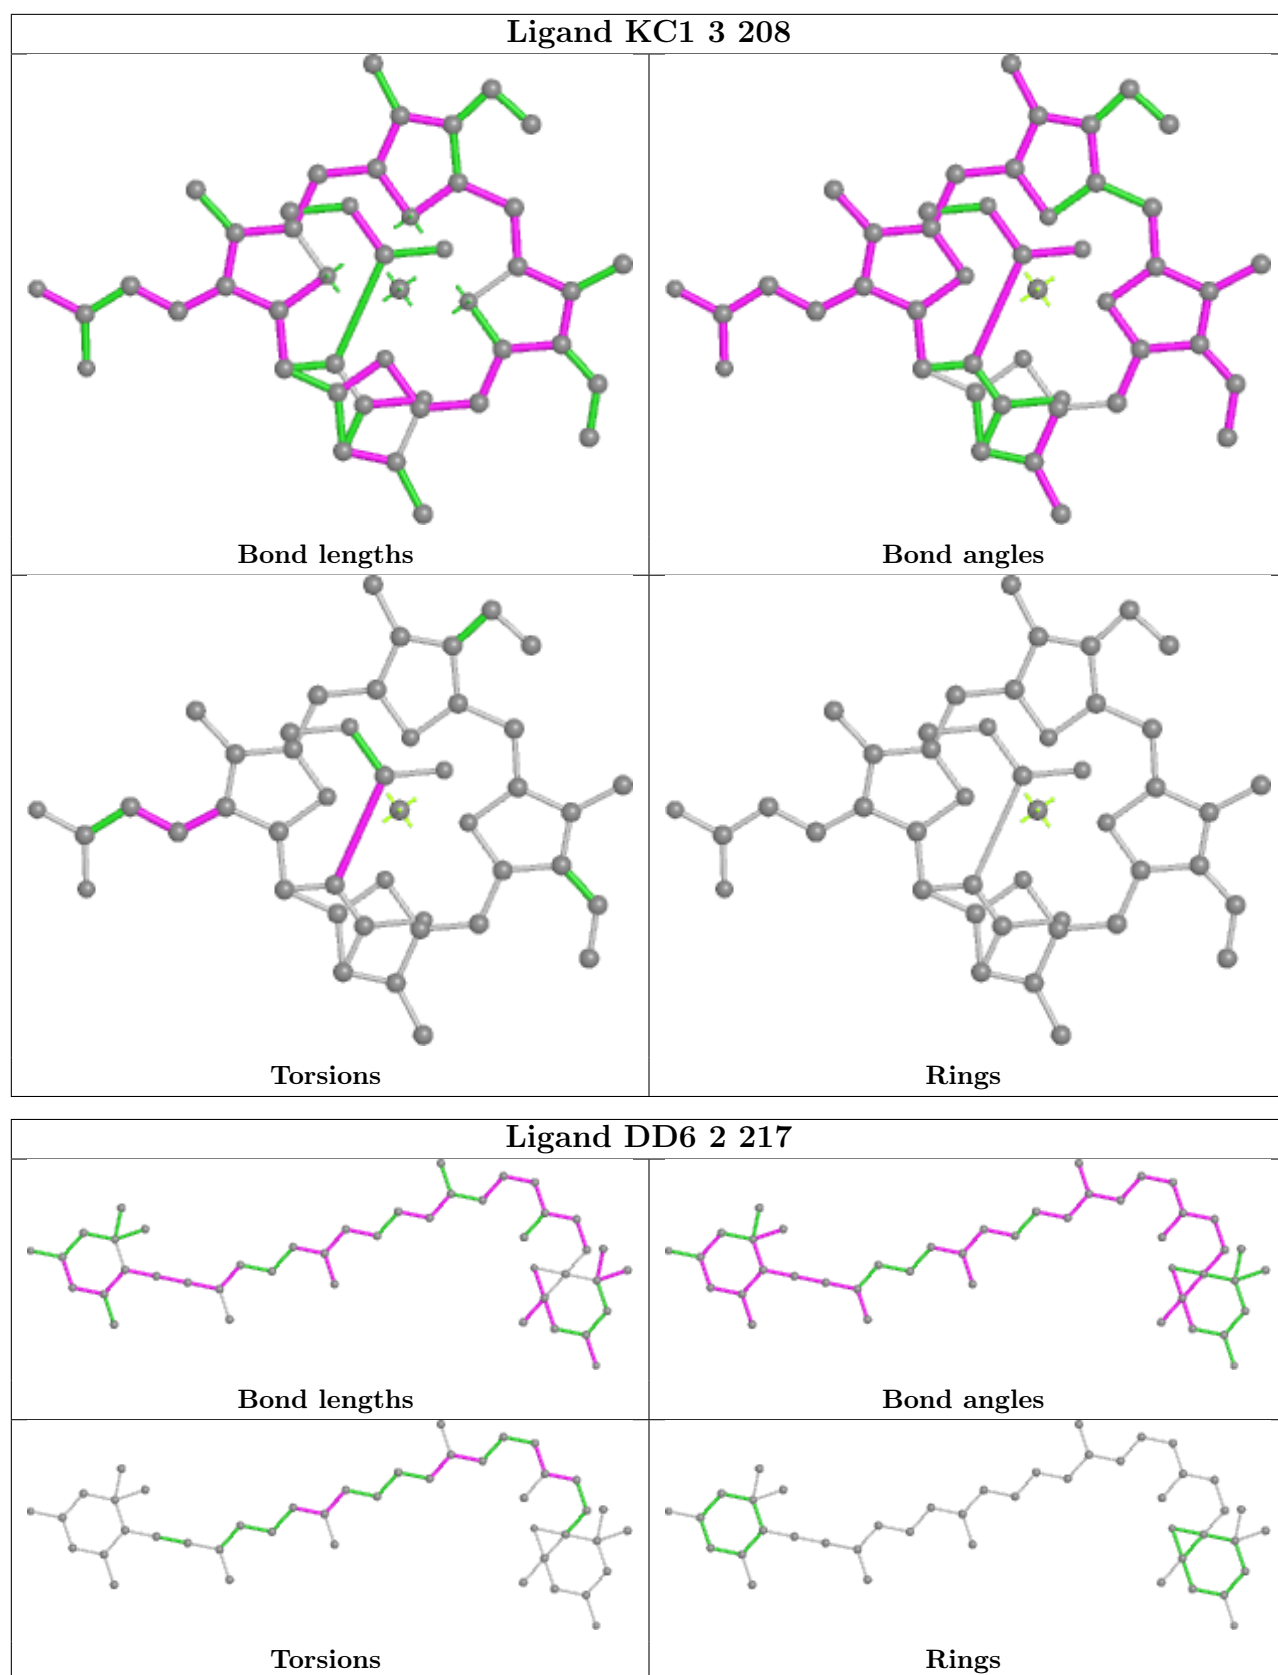 Ligand KC1 3 208
Bond lengths
Bond angles
Torsions
Rings
Ligand DD6 2 217
Bond lengths
Bond angles
Torsions
Rings